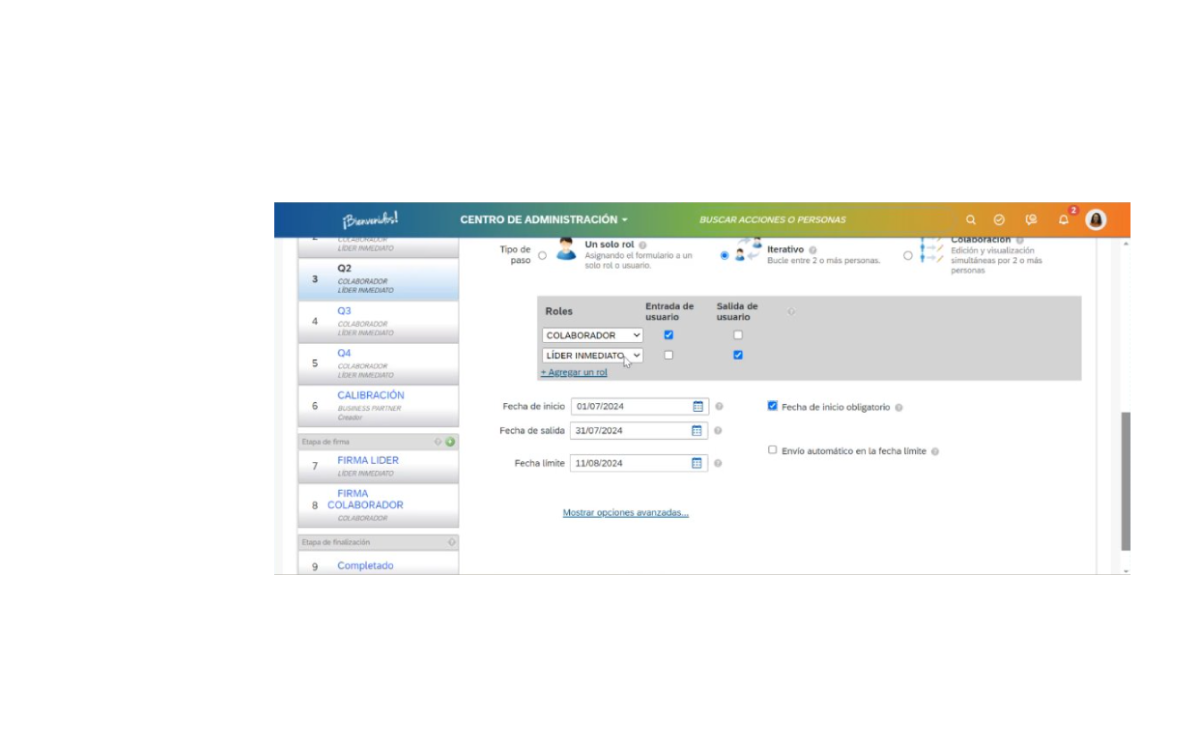 ¡Bienvenidos!
CENTRO DE ADMINISTRACIÓN
BUSCAR ACCIONES O PERSONAS
2
COLABORADOR
LÍDER INMEDIATO
3
Q2
COLABORADOR
LÍDER INMEDIATO
4
Q3
COLABORADOR
LÍDER INMEDIATO
5
Q4
COLABORADOR
LÍDER INMEDIATO
6
CALIBRACIÓN
BUSINESS PARTNER
Creador
Etapa de firma
7
FIRMA LIDER
LÍDER INMEDIATO
8
FIRMA
COLABORADOR
COLABORADOR
Etapa de finalización
9
Completado
Tipo de
paso
Un solo rol
Asignando el formulario a un
solo rol o usuario.
Iterativo
Bucle entre 2 o más personas.
Colaboración
Edición y visualización
simultáneas por 2 o más
personas
Roles
Entrada de
usuario
Salida de
usuario
COLABORADOR
LÍDER INMEDIATO
+ Agregar un rol
Fecha de inicio 01/07/2024
Fecha de inicio obligatorio
Fecha de salida 31/07/2024
Envío automático en la fecha límite
Fecha límite 11/08/2024
Mostrar opciones avanzadas...